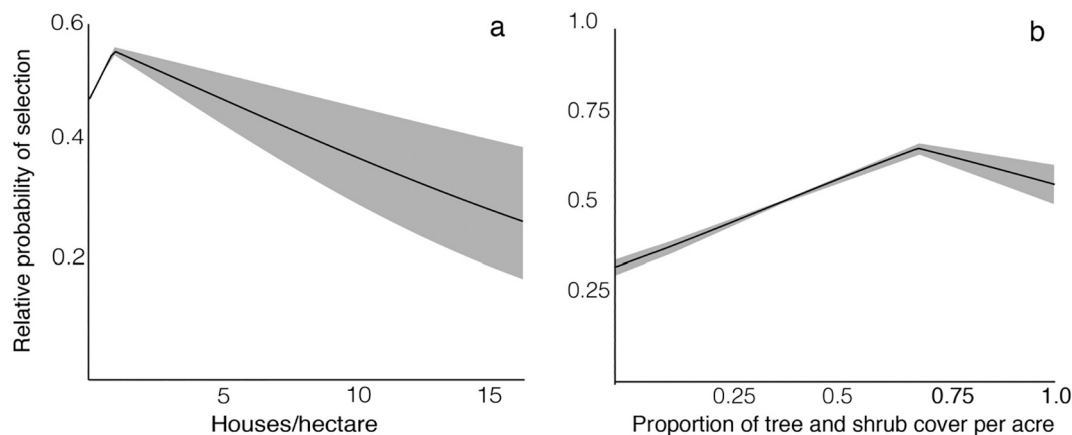 a
0.6
0.4
0.2
Relative probability of selection
5
10
15
Houses/hectare
b
1.0
0.75
0.5
0.25
0.25
0.5
0.75
1.0
Proportion of tree and shrub cover per acre